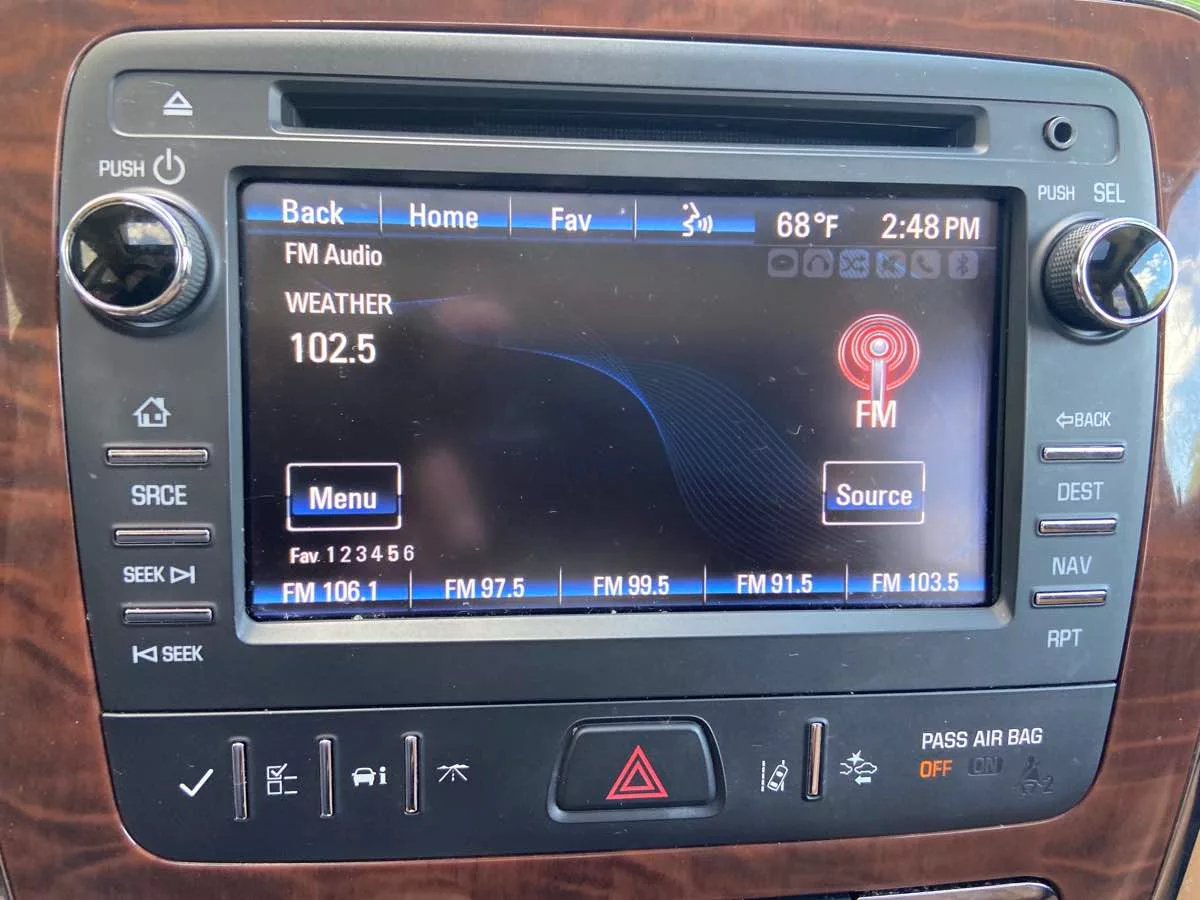 PUSH
PUSH SEL
Back Home Fav 68°F 2:48 PM
FM Audio
WEATHER
102.5
FM
BACK
SRCE
Menu
Source
DEST
Fav 1 2 3 4 5 6
SEEK
NAV
FM 106.1 FM 97.5 FM 99.5 FM 91.5 FM 103.5
SEEK
RPT
PASS AIR BAG
OFF ON
2